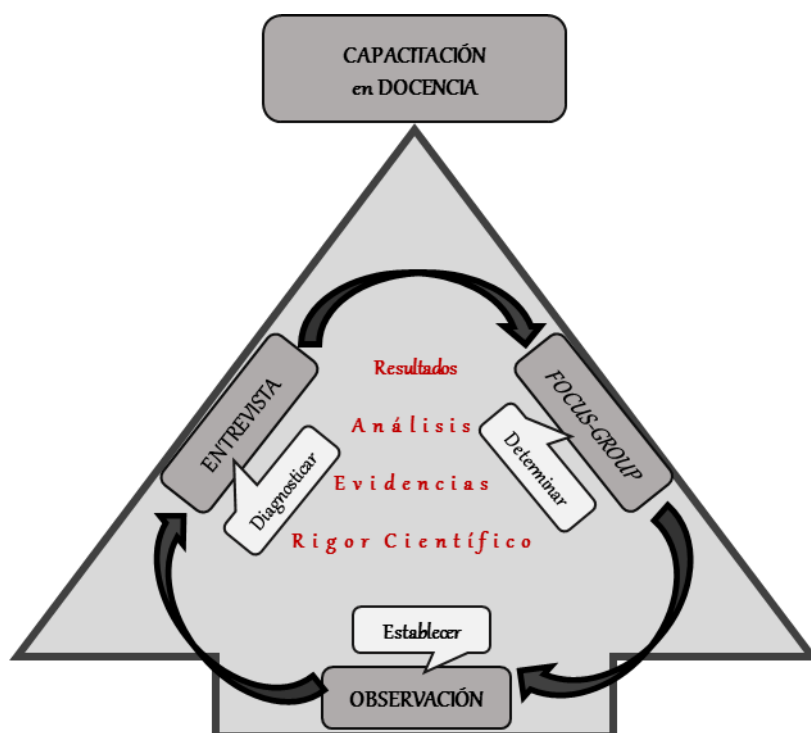 CAPACITACIÓN
en DOCENCIA
Resultados
ENTREVISTA
FOCUS-GROUP
Análisis
Diagnosticar
Determinar
Evidencias
Rigor Científico
Establecer
OBSERVACIÓN